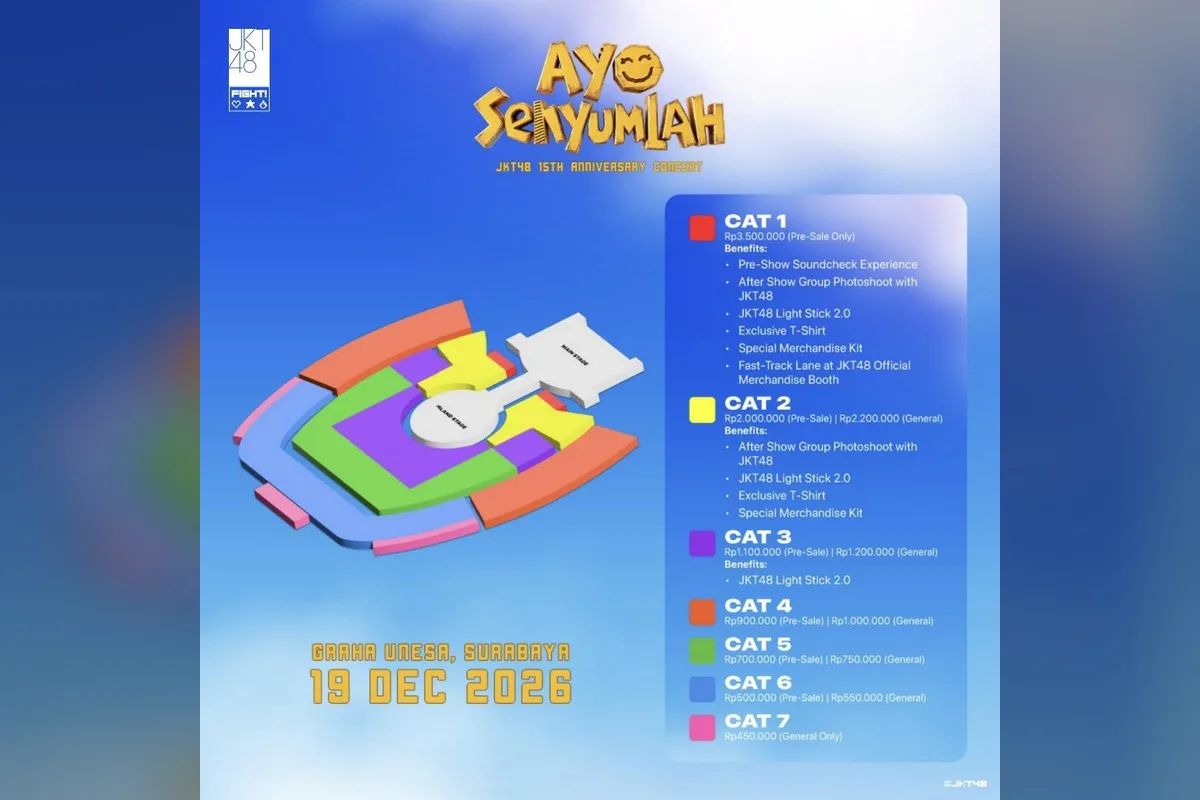 JKT
48
FIGHT!
AYO
SENYUMLAH
JKT48 15TH ANNIVERSARY CONCERT
MAIN STAGE
ISLAND STAGE
GRAHA UNESA, SURABAYA
19 DEC 2026
CAT 1
Rp3.500.000 (Pre-Sale Only)
Benefits:
• Pre-Show Soundcheck Experience
• After Show Group Photoshoot with
JKT48
• JKT48 Light Stick 2.0
• Exclusive T-Shirt
• Special Merchandise Kit
• Fast-Track Lane at JKT48 Official
Merchandise Booth
CAT 2
Rp2.000.000 (Pre-Sale) | Rp2.200.000 (General)
Benefits:
• After Show Group Photoshoot with
JKT48
• JKT48 Light Stick 2.0
• Exclusive T-Shirt
• Special Merchandise Kit
CAT 3
Rp1.100.000 (Pre-Sale) | Rp1.200.000 (General)
Benefits:
• JKT48 Light Stick 2.0
CAT 4
Rp900.000 (Pre-Sale) | Rp1.000.000 (General)
CAT 5
Rp700.000 (Pre-Sale) | Rp750.000 (General)
CAT 6
Rp500.000 (Pre-Sale) | Rp550.000 (General)
CAT 7
Rp450.000 (General Only)
©JKT48